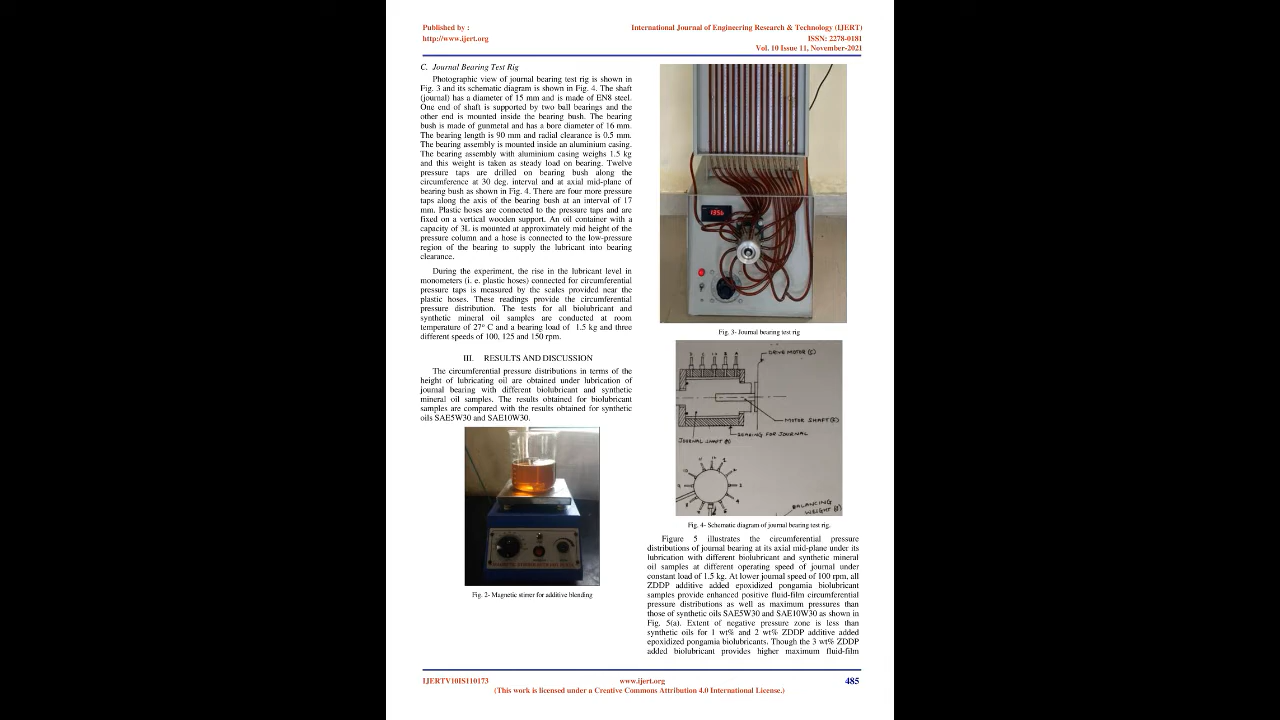 Published by :
http://www.ijert.org
International Journal of Engineering Research & Technology (IJERT)
ISSN: 2278-0181
Vol. 10 Issue 11, November-2021
C. Journal Bearing Test Rig
Photographic view of journal bearing test rig is shown in
Fig. 3 and its schematic diagram is shown in Fig. 4. The shaft
(journal) has a diameter of 15 mm and is made of EN8 steel.
One end of shaft is supported by two ball bearings and the
other end is mounted inside the bearing bush. The bearing
bush is made of gunmetal and has a bore diameter of 16 mm.
The bearing length is 90 mm and radial clearance is 0.5 mm.
The bearing assembly is mounted inside an aluminium casing.
The bearing assembly with aluminium casing weighs 1.5 kg
and this weight is taken as steady load on bearing. Twelve
pressure taps are drilled on bearing bush along the
circumference at 30 deg. interval and at axial mid-plane of
bearing bush as shown in Fig. 4. There are four more pressure
taps along the axis of the bearing bush at an interval of 17
mm. Plastic hoses are connected to the pressure taps and are
fixed on a vertical wooden support. An oil container with a
capacity of 3L is mounted at approximately mid height of the
pressure column and a hose is connected to the low-pressure
region of the bearing to supply the lubricant into bearing
clearance.
During the experiment, the rise in the lubricant level in
monometers (i. e. plastic hoses) connected for circumferential
pressure taps is measured by the scales provided near the
plastic hoses. These readings provide the circumferential
pressure distribution. The tests for all biolubricant and
synthetic mineral oil samples are conducted at room
temperature of 27° C and a bearing load of 1.5 kg and three
different speeds of 100, 125 and 150 rpm.
III. RESULTS AND DISCUSSION
The circumferential pressure distributions in terms of the
height of lubricating oil are obtained under lubrication of
journal bearing with different biolubricant and synthetic
mineral oil samples. The results obtained for biolubricant
samples are compared with the results obtained for synthetic
oils SAE5W30 and SAE10W30.
Fig. 2- Magnetic stirrer for additive blending
Fig. 3- Journal bearing test rig
DRIVE MOTOR (C)
MOTOR SHAFT
BEARING FOR JOURNAL
JOURNAL SHAFT
BALANCING
WEIGHT
Fig. 4- Schematic diagram of journal bearing test rig.
Figure 5 illustrates the circumferential pressure
distributions of journal bearing at its axial mid-plane under its
lubrication with different biolubricant and synthetic mineral
oil samples at different operating speed of journal under
constant load of 1.5 kg. At lower journal speed of 100 rpm, all
ZDDP additive added epoxidized pongamia biolubricant
samples provide enhanced positive fluid-film circumferential
pressure distributions as well as maximum pressures than
those of synthetic oils SAE5W30 and SAE10W30 as shown in
Fig. 5(a). Extent of negative pressure zone is less than
synthetic oils for 1 wt% and 2 wt% ZDDP additive added
epoxidized pongamia biolubricants. Though the 3 wt% ZDDP
added biolubricant provides higher maximum fluid-film
IJERTV10IS110173
www.ijert.org
485
(This work is licensed under a Creative Commons Attribution 4.0 International License.)